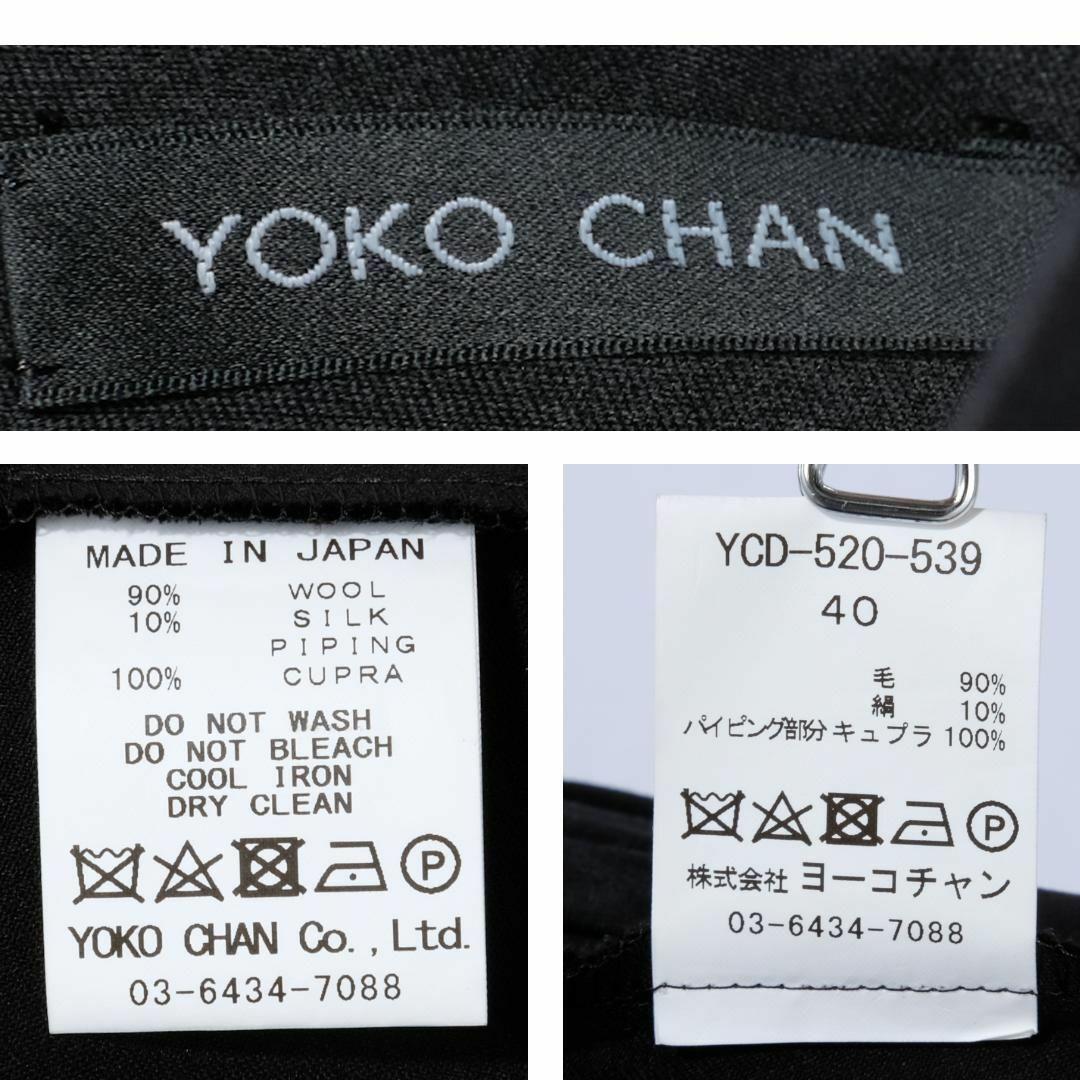 YOKO CHAN
MADE IN JAPAN
90% WOOL
10% SILK
PIPING
100% CUPRA
DO NOT WASH
DO NOT BLEACH
COOL IRON
DRY CLEAN
P
YOKO CHAN Co., Ltd.
03-6434-7088
YCD-520-539
40
毛 90%
絹 10%
パイピング部分 キュプラ 100%
P
株式会社 ヨーコチャン
03-6434-7088